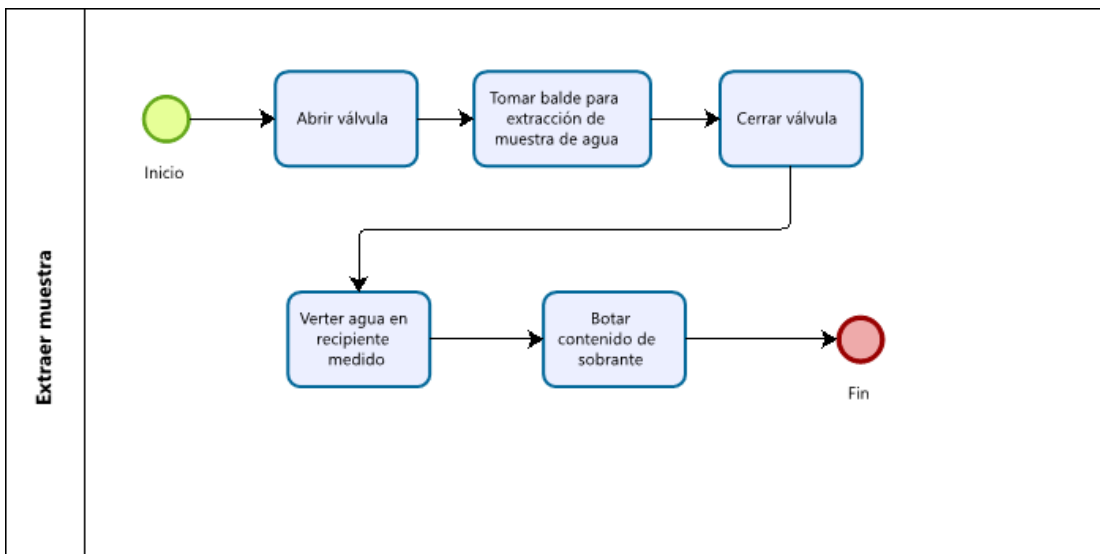 Extraer muestra
Inicio
Abrir válvula
Tomar balde para
extracción de
muestra de agua
Cerrar válvula
Verter agua en
recipiente
medido
Botar
contenido de
sobrante
Fin